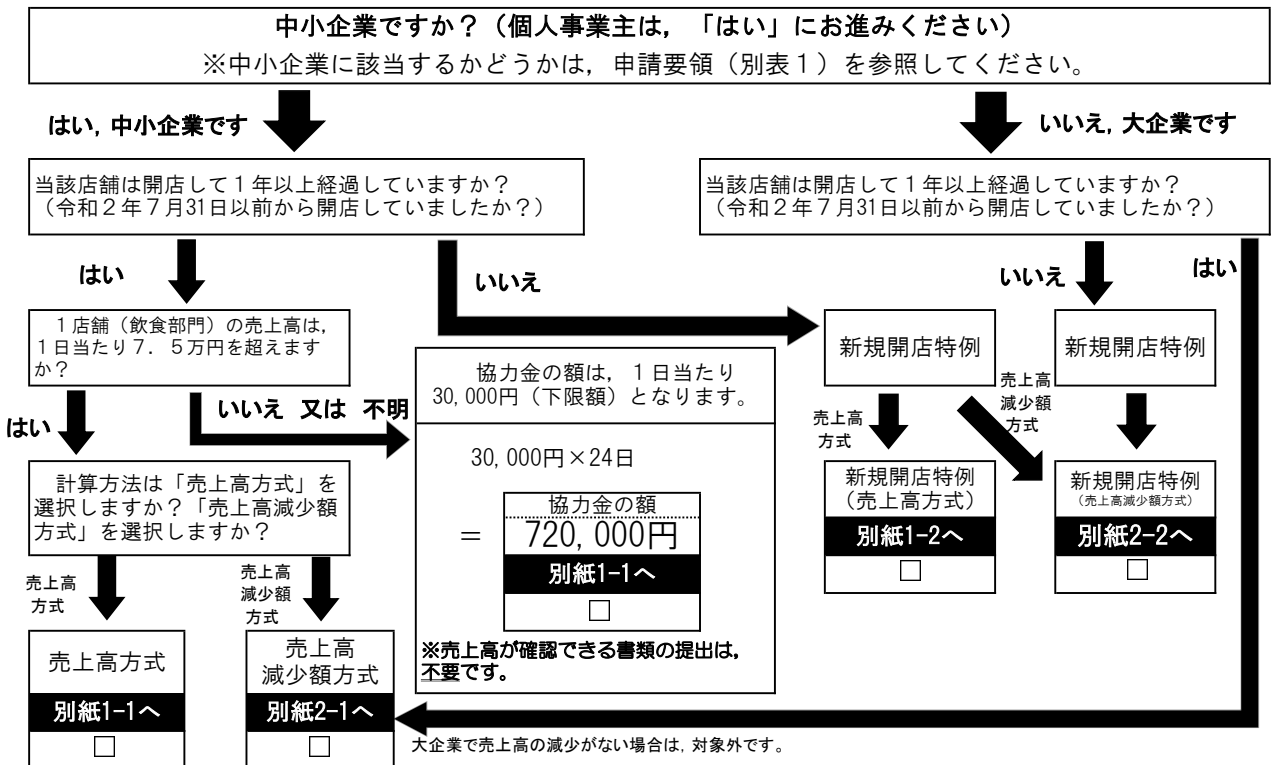 中小企業ですか？（個人事業主は，「はい」にお進みください）
※中小企業に該当するかどうかは，申請要領（別表１）を参照してください。
はい，中小企業です
いいえ，大企業です
当該店舗は開店して１年以上経過していますか？
（令和２年７月31日以前から開店していましたか？）
当該店舗は開店して１年以上経過していますか？
（令和２年７月31日以前から開店していましたか？）
はい
いいえ
いいえ
はい
１店舗（飲食部門）の売上高は，
１日当たり７．５万円を超えます
か？
はい
いいえ 又は 不明
協力金の額は，１日当たり
30,000円（下限額）となります。
30,000円×24日
＝
協力金の額
720,000円
別紙1-1へ
□
※売上高が確認できる書類の提出は，
不要です。
新規開店特例
新規開店特例
売上高
方式
売上高
減少額
方式
新規開店特例
（売上高方式）
別紙1-2へ
□
新規開店特例
（売上高減少額方式）
別紙2-2へ
□
計算方法は「売上高方式」を
選択しますか？「売上高減少額
方式」を選択しますか？
売上高
方式
売上高
減少額
方式
売上高方式
別紙1-1へ
□
売上高
減少額方式
別紙2-1へ
□
大企業で売上高の減少がない場合は，対象外です。